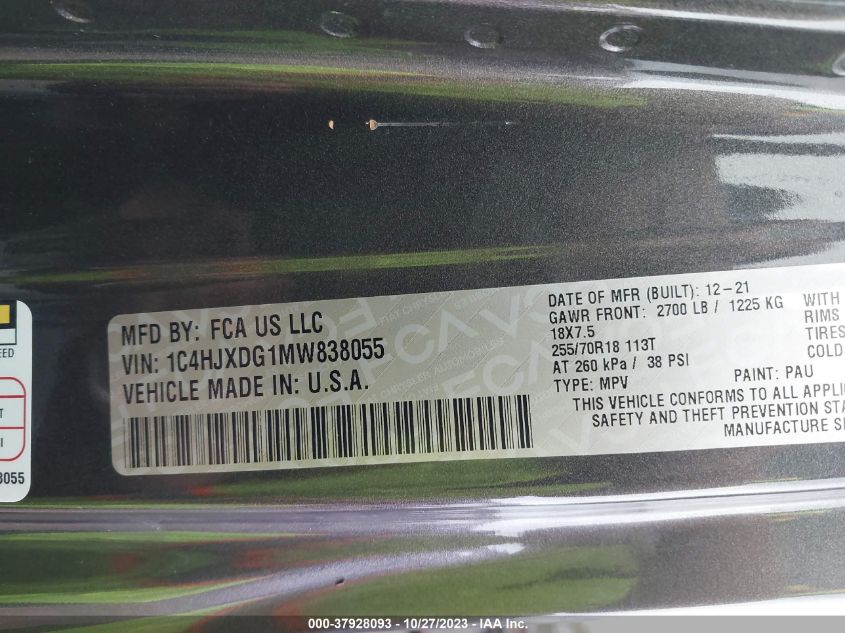 MFD BY: FCA US LLC
VIN: 1C4HJXDG1MW838055
VEHICLE MADE IN: U.S.A.
DATE OF MFR (BUILT): 12-21
GAWR FRONT: 2700 LB / 1225 KG WITH
18X7.5 RIMS
255/70R18 113T TIRES
AT 260 kPa / 38 PSI COLD
TYPE: MPV PAINT: PAU
THIS VEHICLE CONFORMS TO ALL APPLI
SAFETY AND THEFT PREVENTION STA
MANUFACTURE S
T
I
8055
000-37928093 - 10/27/2023 - IAA Inc.